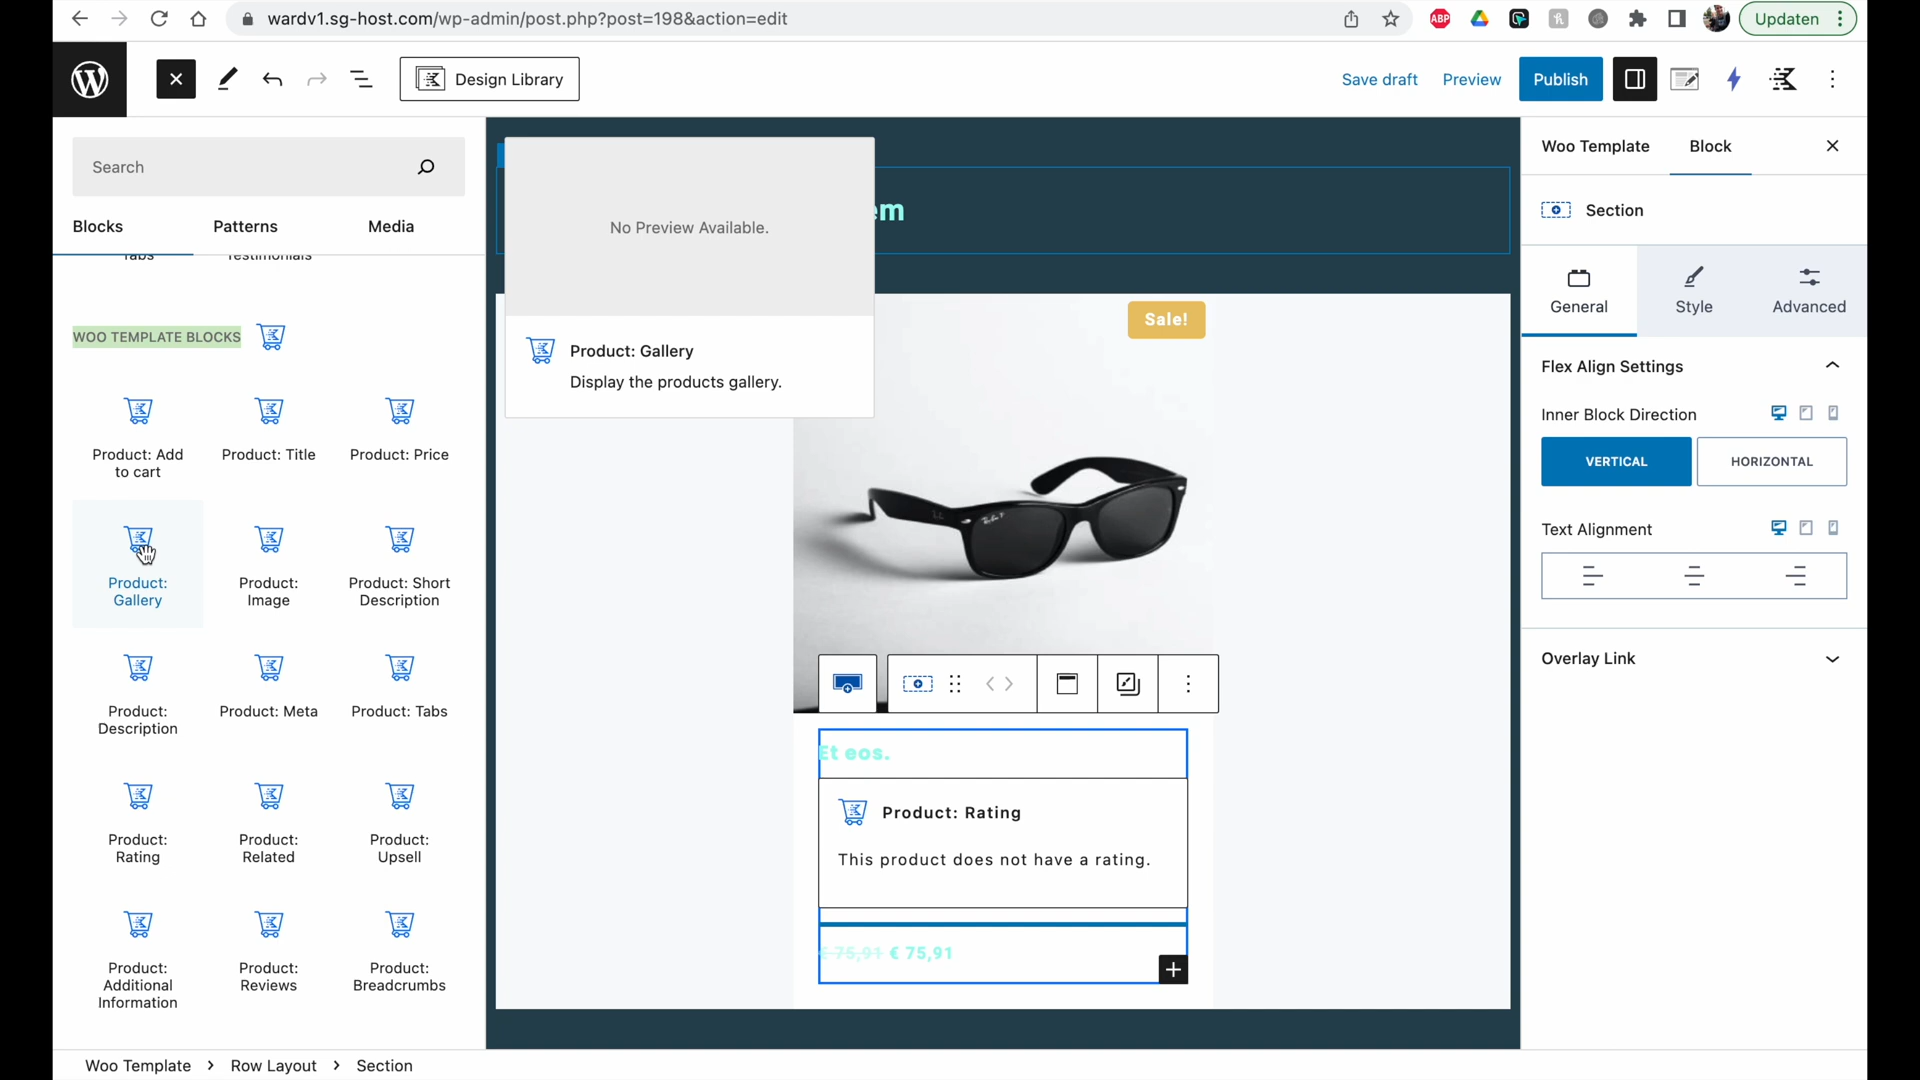 wardv1.sg-host.com/wp-admin/post.php?post=198&action=edit
ABP
Updaten
Design Library
Save draft
Preview
Publish
Search
Blocks
Patterns
Media
Tabs
Testimonials
WOO TEMPLATE BLOCKS
Product: Add
to cart
Product: Title
Product: Price
Product:
Gallery
Product:
Image
Product: Short
Description
Product:
Description
Product: Meta
Product: Tabs
Product:
Rating
Product:
Related
Product:
Upsell
Product:
Additional
Information
Product:
Reviews
Product:
Breadcrumbs
No Preview Available.
Product: Gallery
Display the products gallery.
em
Sale!
Et eos.
Product: Rating
This product does not have a rating.
€ 75,91 € 75,91
Woo Template
Block
Section
General
Style
Advanced
Flex Align Settings
Inner Block Direction
VERTICAL
HORIZONTAL
Text Alignment
Overlay Link
Woo Template > Row Layout > Section